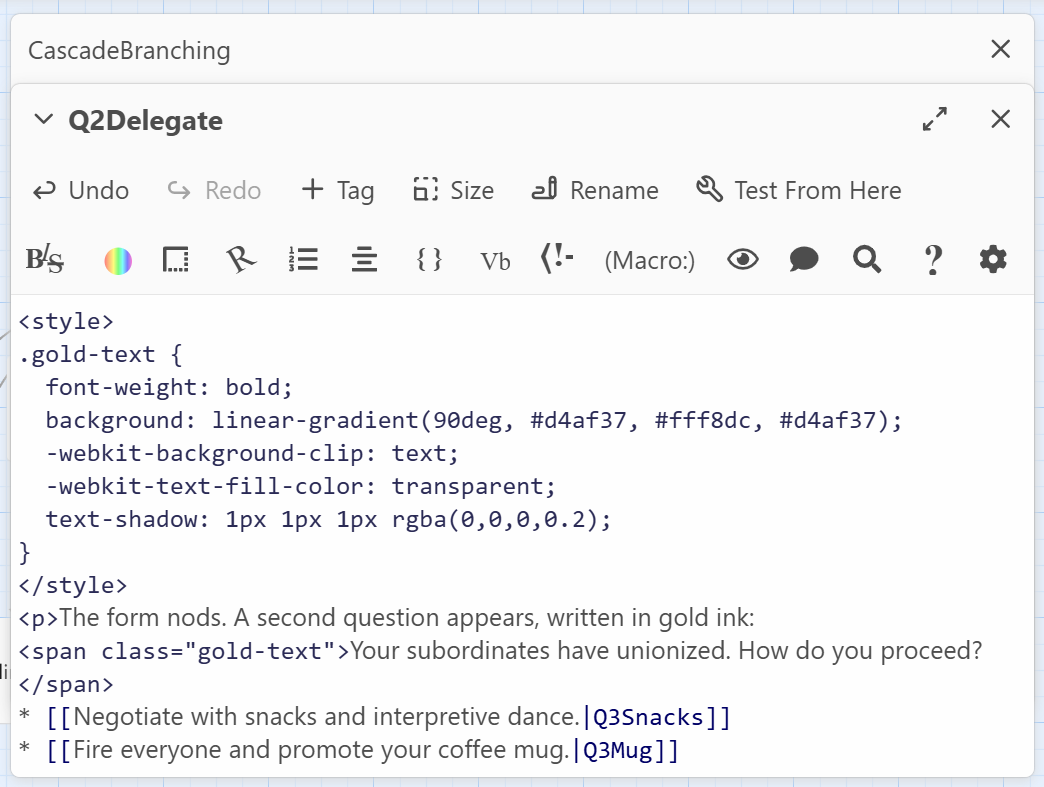 CascadeBranching
Q2Delegate
Undo Redo Tag Size Rename Test From Here
BIS { } Vb (!- (Macro:) ?
<style>
.gold-text {
  font-weight: bold;
  background: linear-gradient(90deg, #d4af37, #fff8dc, #d4af37);
  -webkit-background-clip: text;
  -webkit-text-fill-color: transparent;
  text-shadow: 1px 1px 1px rgba(0,0,0,0.2);
}
</style>
<p>The form nods. A second question appears, written in gold ink:
<span class="gold-text">Your subordinates have unionized. How do you proceed?
</span>
* [[Negotiate with snacks and interpretive dance.|Q3Snacks]]
* [[Fire everyone and promote your coffee mug.|Q3Mug]]